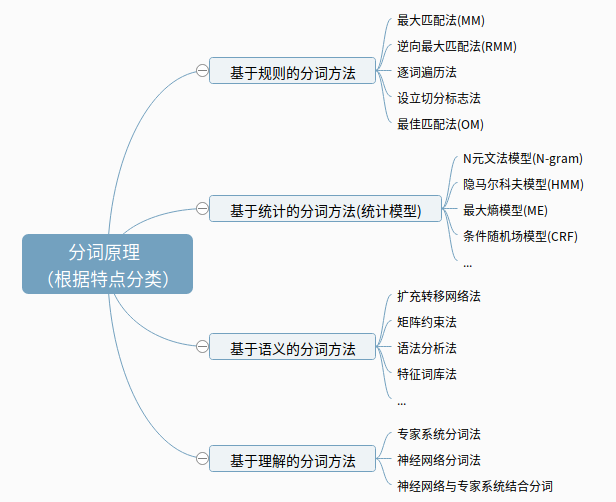 分词原理
（根据特点分类）
基于规则的分词方法
最大匹配法(MM)
逆向最大匹配法(RMM)
逐词遍历法
设立切分标志法
最佳匹配法(OM)
基于统计的分词方法(统计模型)
N元文法模型(N-gram)
隐马尔科夫模型(HMM)
最大熵模型(ME)
条件随机场模型(CRF)
...
基于语义的分词方法
扩充转移网络法
矩阵约束法
语法分析法
特征词库法
...
基于理解的分词方法
专家系统分词法
神经网络分词法
神经网络与专家系统结合分词